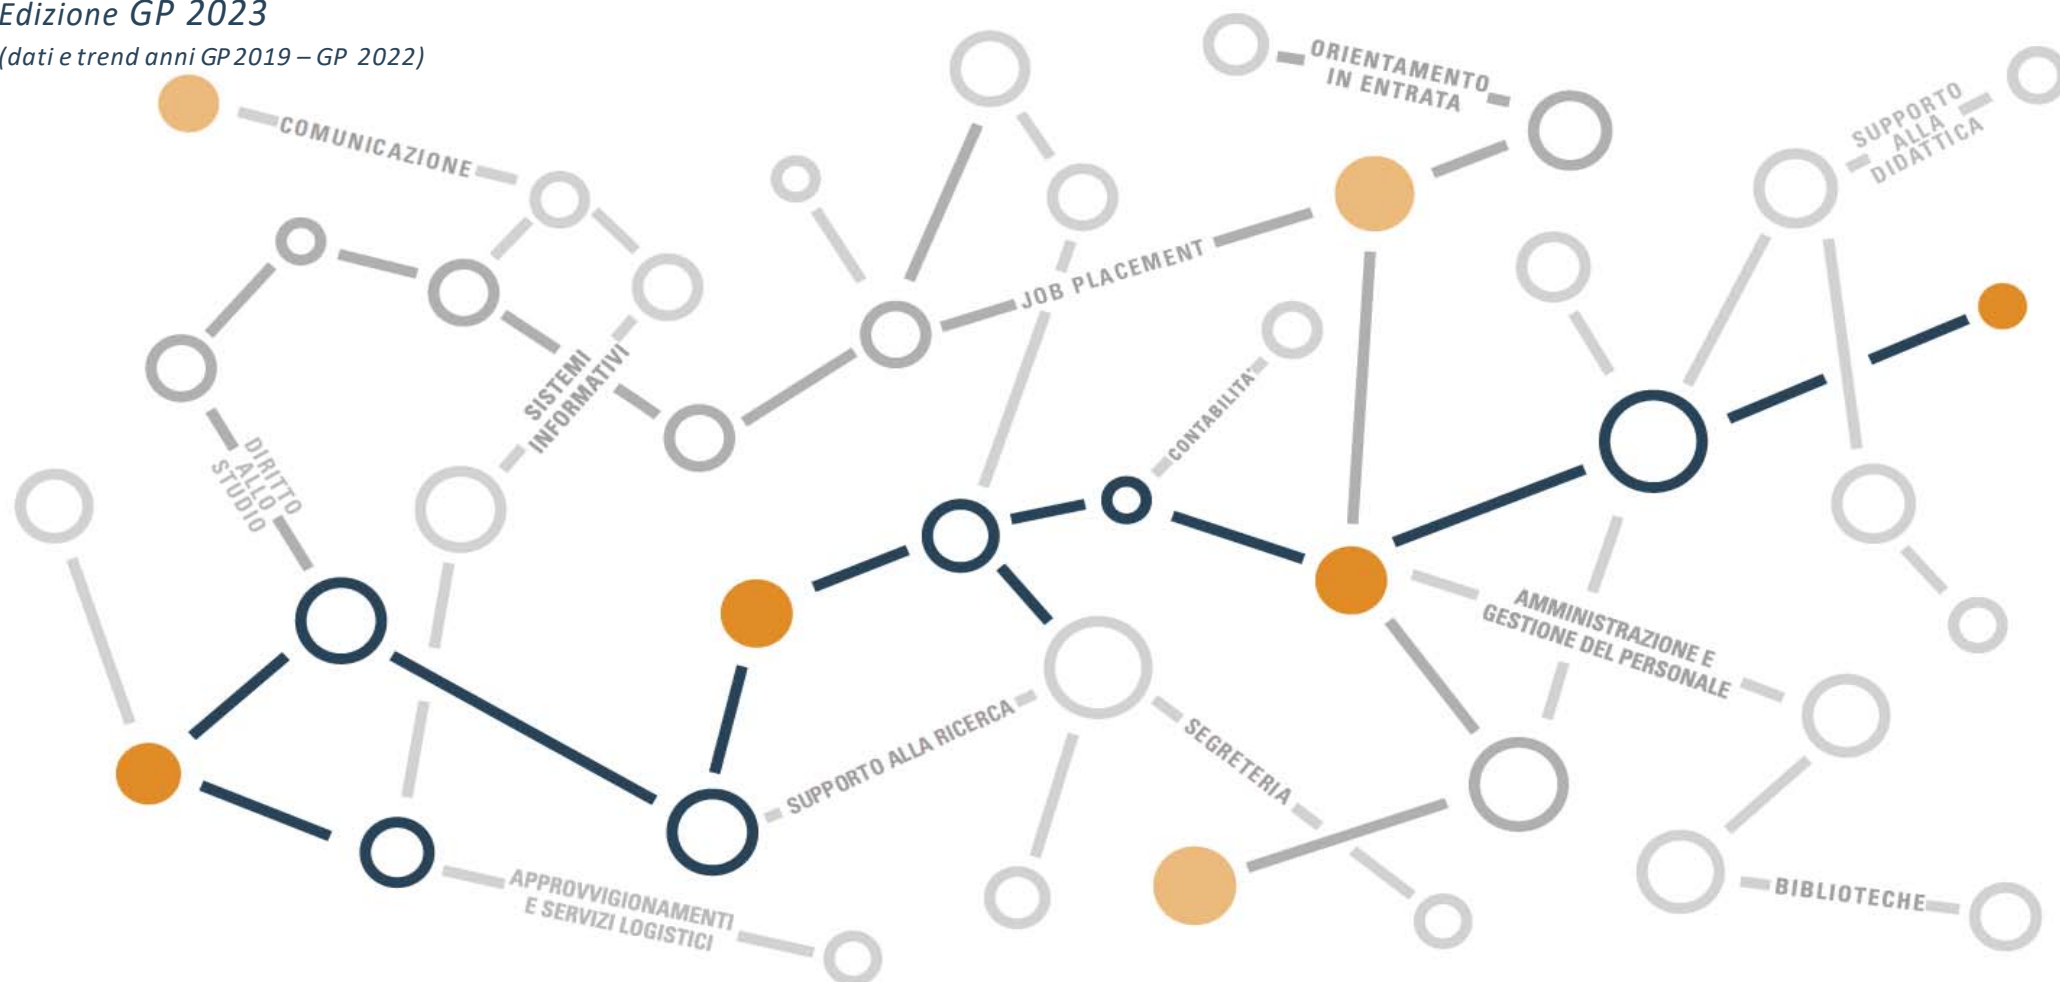 Edizione GP 2023
(dati e trend anni GP 2019 – GP 2022)
COMUNICAZIONE
ORIENTAMENTO
IN ENTRATA
SUPPORTO
ALLA
DIDATTICA
JOB PLACEMENT
SISTEMI
INFORMATIVI
CONTABILITA'
DIRITTO
ALLO
STUDIO
AMMINISTRAZIONE E
GESTIONE DEL PERSONALE
SUPPORTO ALLA RICERCA
SEGRETERIA
APPROVVIGIONAMENTI
E SERVIZI LOGISTICI
BIBLIOTECHE